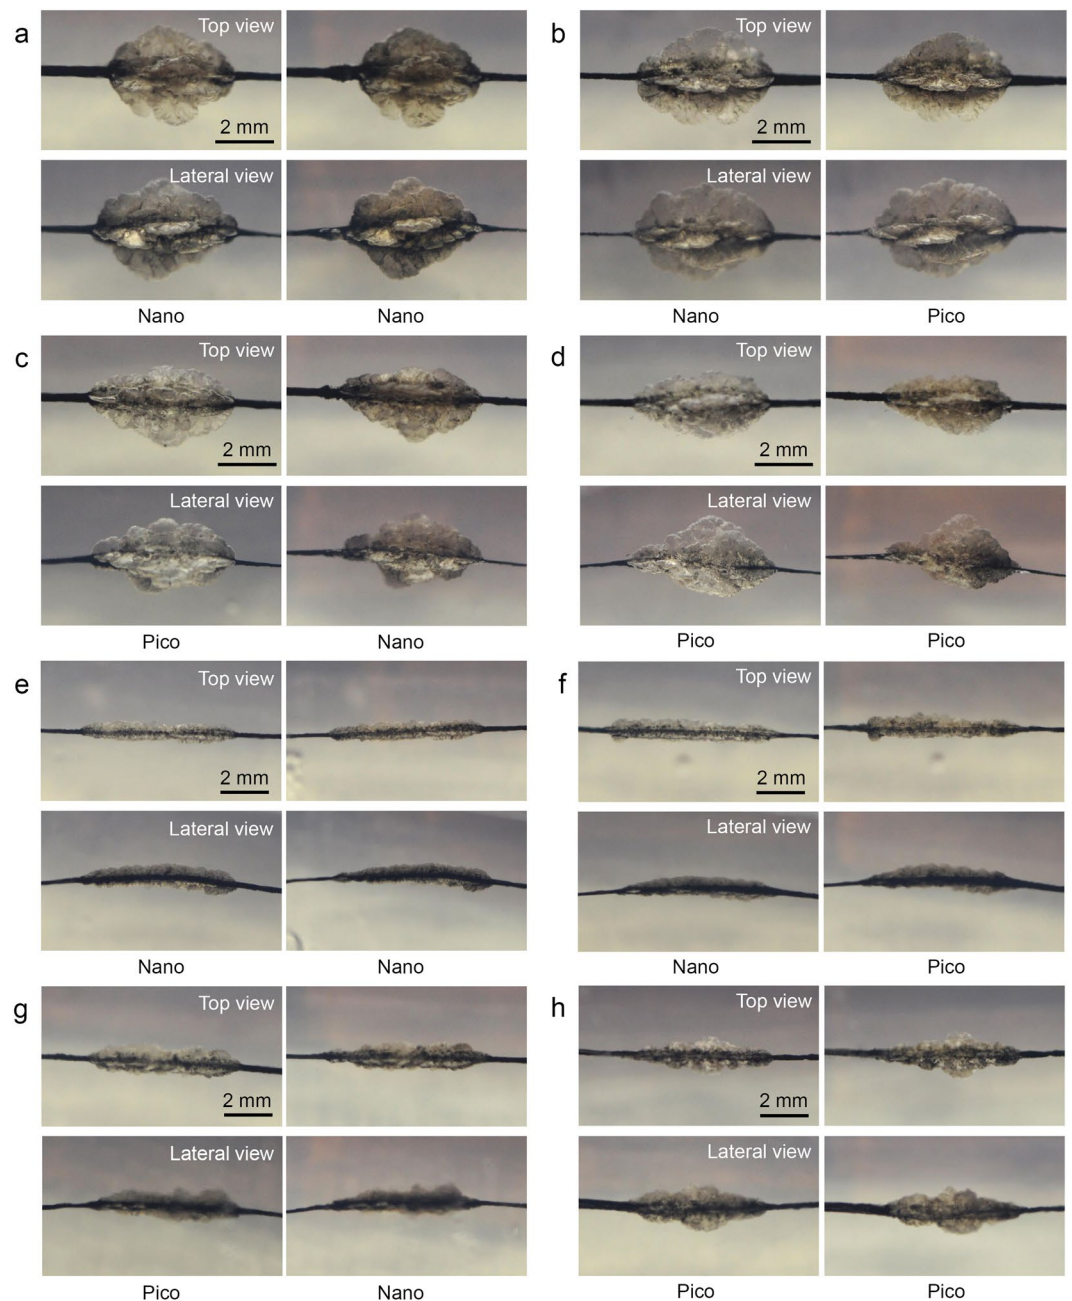 a
Top view
2 mm
Lateral view
Nano Nano
b
Top view
2 mm
Lateral view
Nano Pico
c
Top view
2 mm
Lateral view
Pico Nano
d
Top view
2 mm
Lateral view
Pico Pico
e
Top view
2 mm
Lateral view
Nano Nano
f
Top view
2 mm
Lateral view
Nano Pico
g
Top view
2 mm
Lateral view
Pico Nano
h
Top view
2 mm
Lateral view
Pico Pico